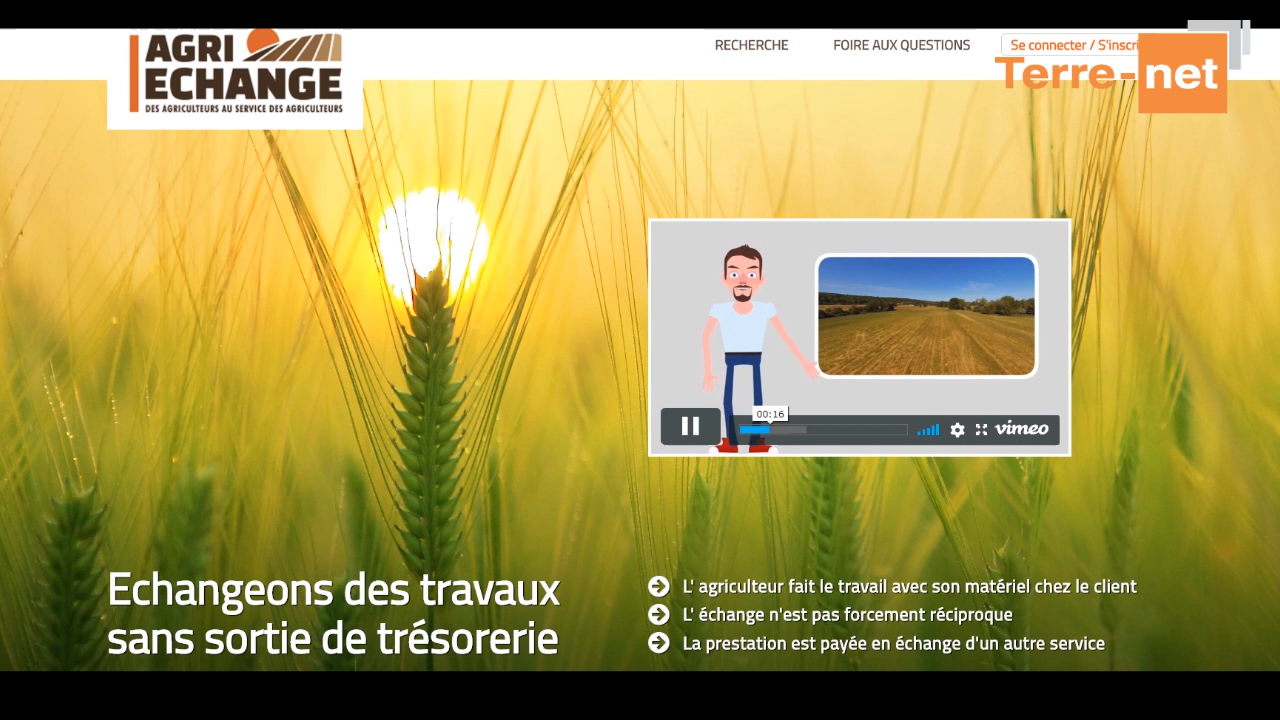 AGRI
ECHANGE
DES AGRICULTEURS AU SERVICE DES AGRICULTEURS
RECHERCHE
FOIRE AUX QUESTIONS
Se connecter / S'inscri
Terre-net
00:16
vimeo
Echangeons des travaux
sans sortie de trésorerie
L' agriculteur fait le travail avec son matériel chez le client
L' échange n'est pas forcement réciproque
La prestation est payée en échange d'un autre service